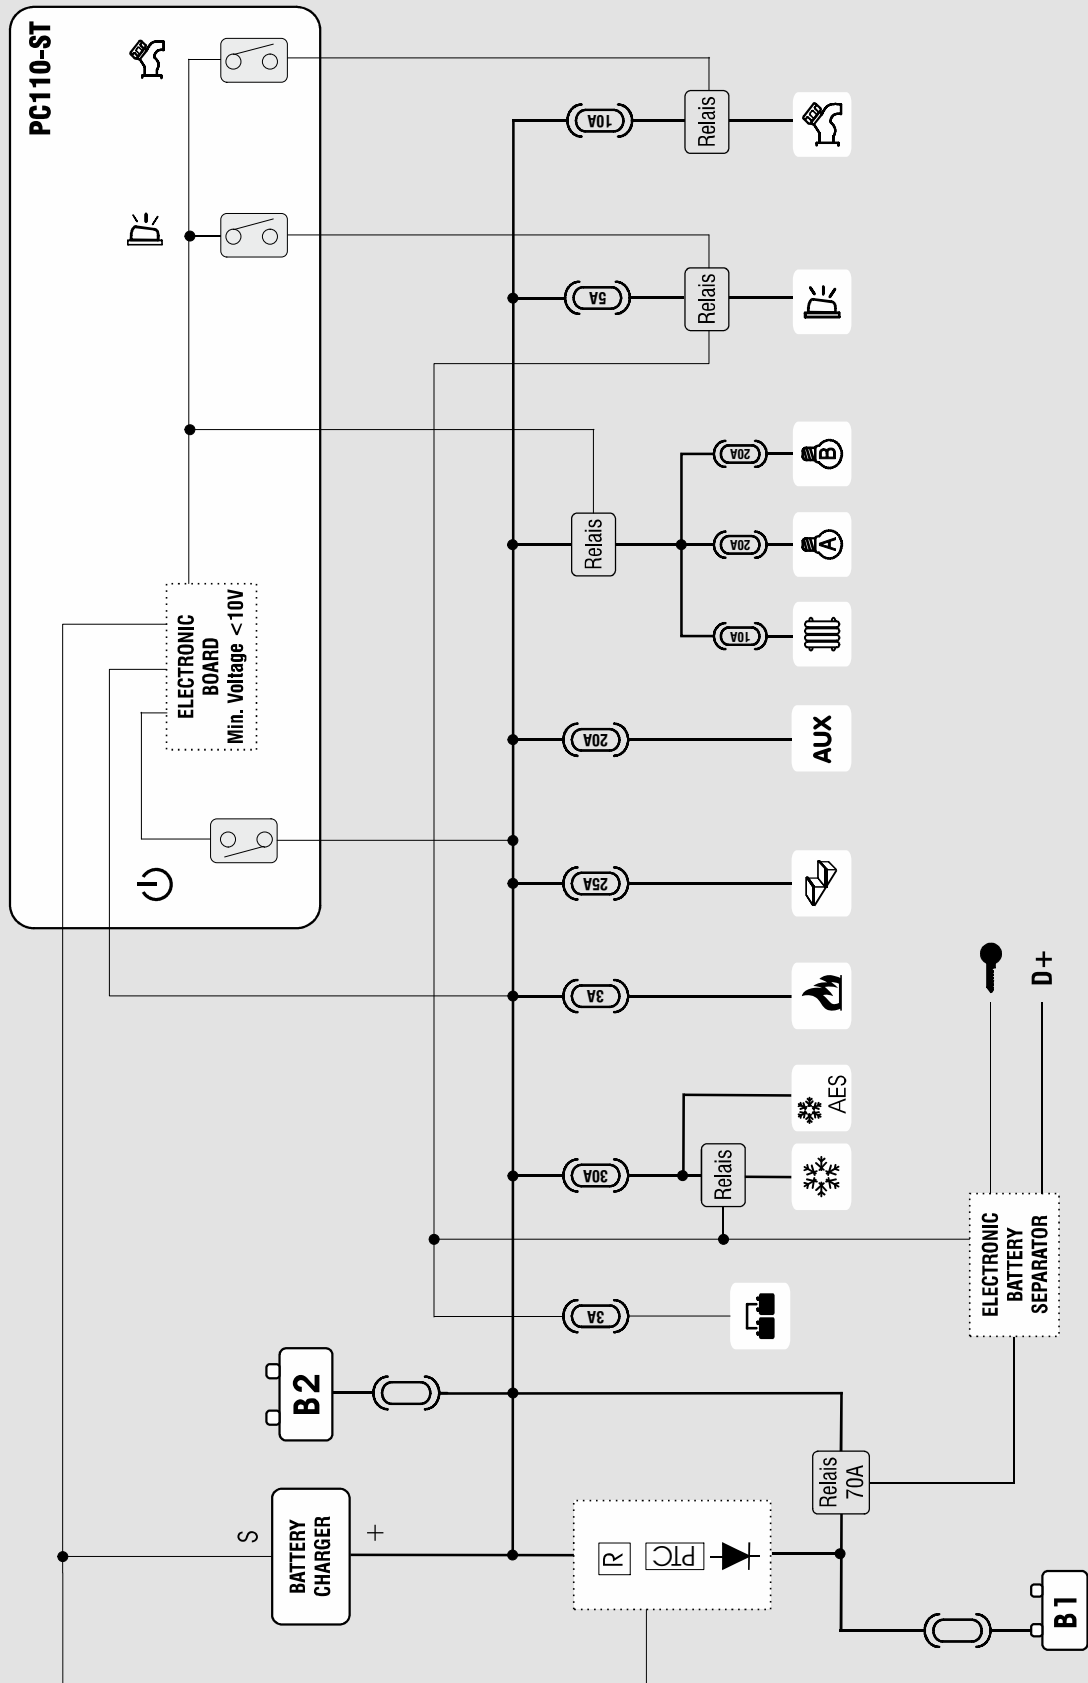 PC110-ST
10A
Relais
5A
Relais
20A
B
Relais
20A
A
10A
ELECTRONIC
BOARD
Min. Voltage <10V
20A
AUX
25A
3A
D+
AES
30A
Relais
ELECTRONIC
BATTERY
SEPARATOR
3A
B2
Relais
70A
S
BATTERY
CHARGER
+
R
PTC
B1